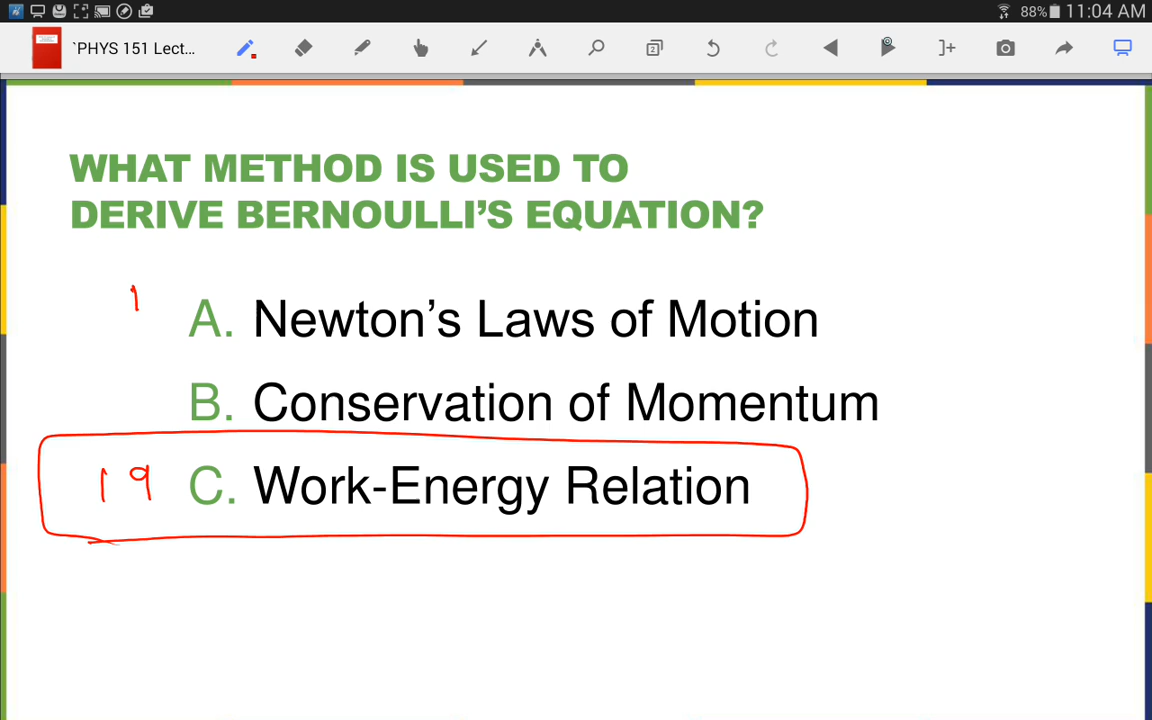 88% 11:04 AM
`PHYS 151 Lect...
2
WHAT METHOD IS USED TO
DERIVE BERNOULLI’S EQUATION?
1 A. Newton’s Laws of Motion
B. Conservation of Momentum
19 C. Work-Energy Relation